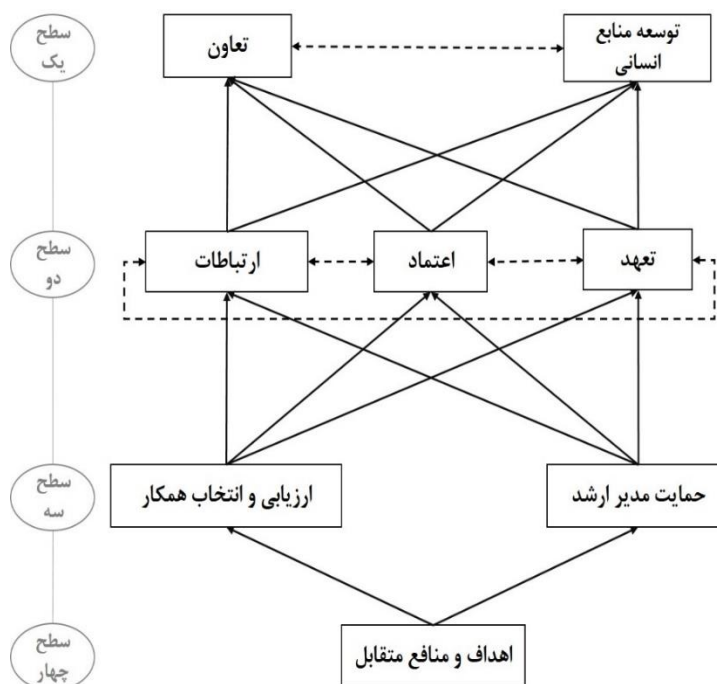 سطح
یک
توسعه منابع
انسانی
تعاون
سطح
دو
تعهد
اعتماد
ارتباطات
سطح
سه
حمایت مدیر ارشد
ارزیابی و انتخاب همکار
سطح
چهار
اهداف و منافع متقابل